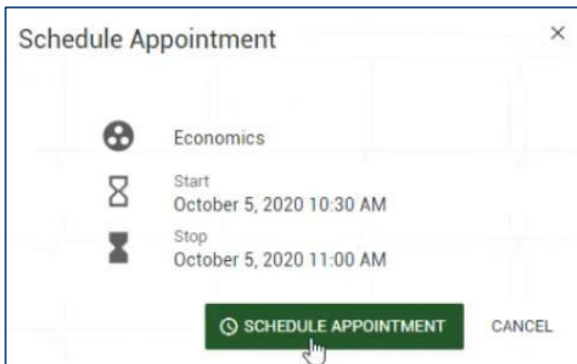 Schedule Appointment
Economics
Start
October 5, 2020 10:30 AM
Stop
October 5, 2020 11:00 AM
SCHEDULE APPOINTMENT CANCEL